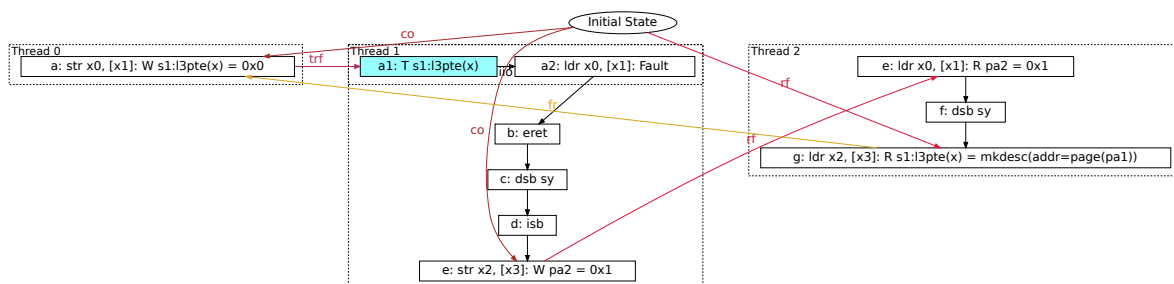 Initial State
Thread 0
a: str x0, [x1]: W s1:l3pte(x) = 0x0
co
trf
Thread 1
a1: T s1:l3pte(x)
iio
a2: ldr x0, [x1]: Fault
Thread 2
e: ldr x0, [x1]: R pa2 = 0x1
rf
fr
f: dsb sy
co
b: eret
rf
g: ldr x2, [x3]: R s1:l3pte(x) = mkdesc(addr=page(pa1))
c: dsb sy
d: isb
e: str x2, [x3]: W pa2 = 0x1